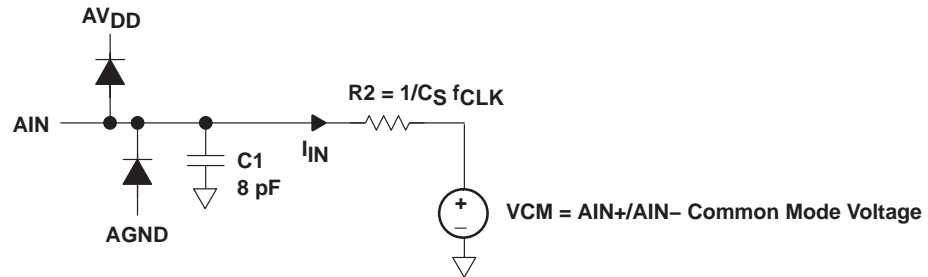 AVDD
R2 = 1/CS fCLK
AIN
IIN
C1
8 pF
+
–
VCM = AIN+/AIN– Common Mode Voltage
AGND